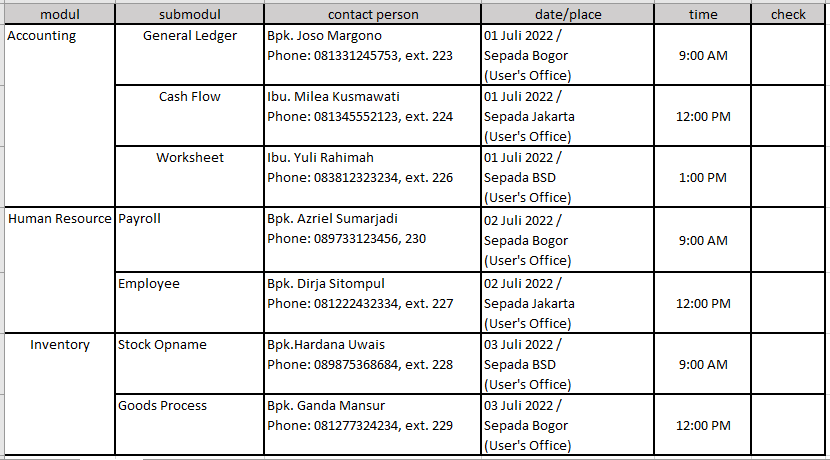 modul submodul contact person date/place time check
Accounting General Ledger Bpk. Joso Margono 01 Juli 2022 /
Phone: 081331245753, ext. 223 Sepada Bogor 9:00 AM
(User's Office)
Cash Flow Ibu. Milea Kusmawati 01 Juli 2022 /
Phone: 081345552123, ext. 224 Sepada Jakarta 12:00 PM
(User's Office)
Worksheet Ibu. Yuli Rahimah 01 Juli 2022 /
Phone: 083812323234, ext. 226 Sepada BSD 1:00 PM
(User's Office)
Human Resource Payroll Bpk. Azriel Sumarjadi 02 Juli 2022 /
Phone: 089733123456, 230 Sepada Bogor 9:00 AM
(User's Office)
Employee Bpk. Dirja Sitompul 02 Juli 2022 /
Phone: 081222432334, ext. 227 Sepada Jakarta 12:00 PM
(User's Office)
Inventory Stock Opname Bpk.Hardana Uwais 03 Juli 2022 /
Phone: 089875368684, ext. 228 Sepada BSD 9:00 AM
(User's Office)
Goods Process Bpk. Ganda Mansur 03 Juli 2022 /
Phone: 081277324234, ext. 229 Sepada Bogor 12:00 PM
(User's Office)